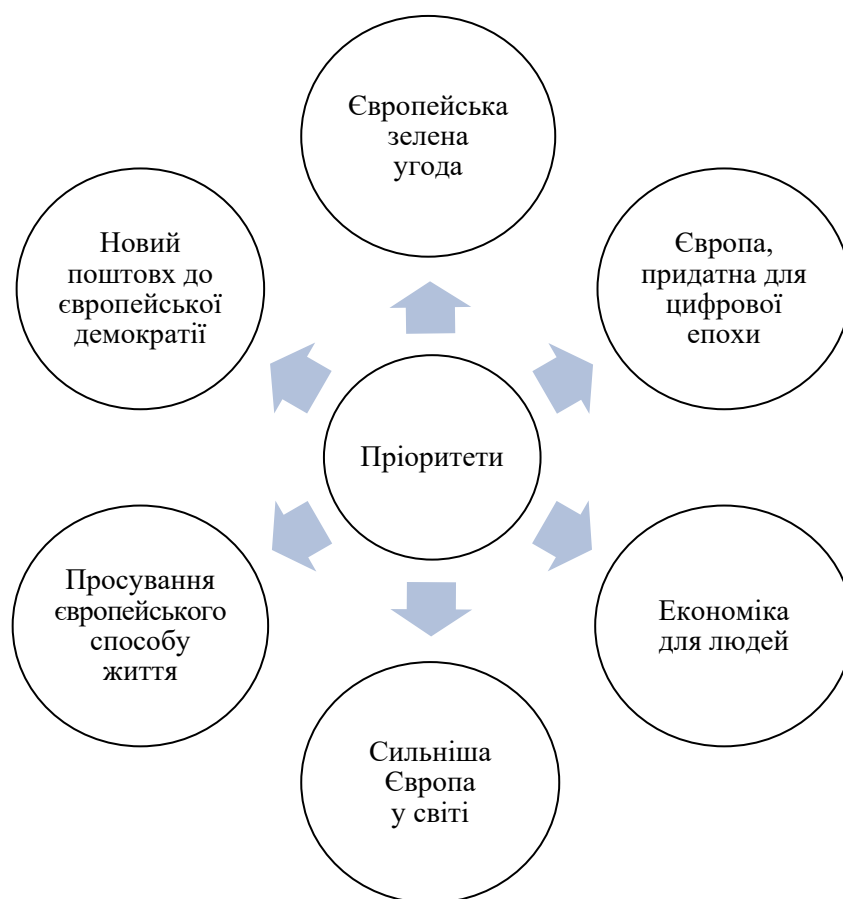 Європейська
зелена
угода
Європа,
придатна для
цифрової
епохи
Економіка
для людей
Сильніша
Європа
у світі
Просування
європейського
способу
життя
Новий
поштовх до
європейської
демократії
Пріоритети